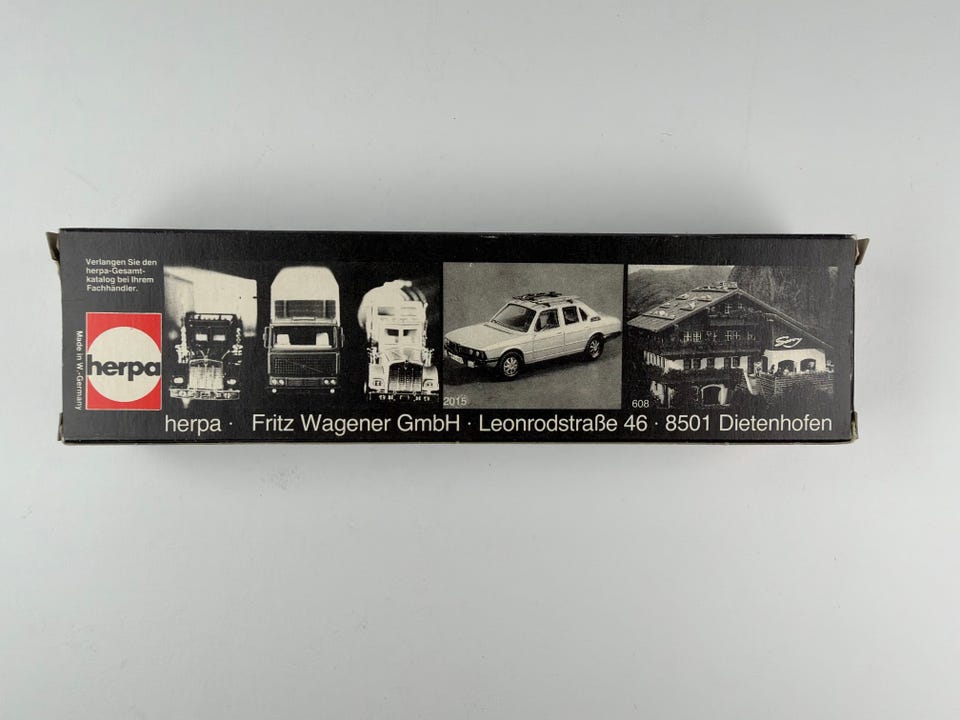 Verlangen Sie den
herpa-Gesamt-
katalog bei Ihrem
Fachhändler.
Made in W.-Germany
herpa
2015
608
herpa · Fritz Wagener GmbH · Leonrodstraße 46 · 8501 Dietenhofen